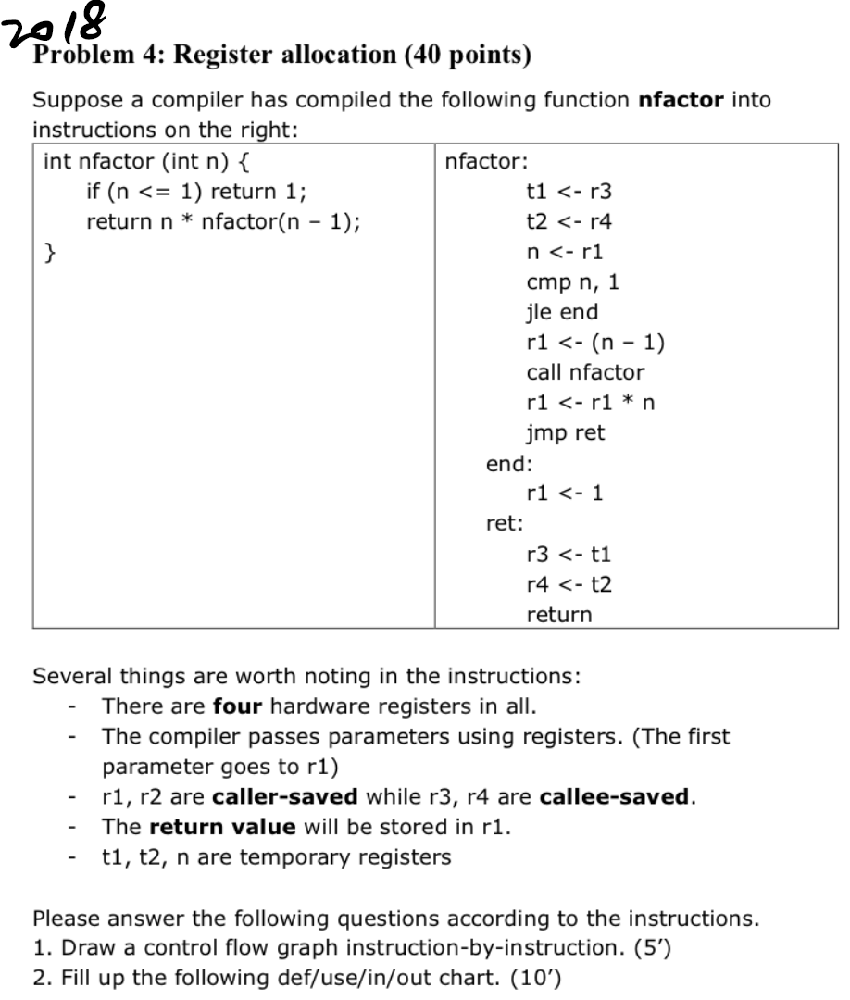 2018
Problem 4: Register allocation (40 points)
Suppose a compiler has compiled the following function nfactor into
instructions on the right:
int nfactor (int n) {
if (n <= 1) return 1;
return n * nfactor(n – 1);
}
nfactor:
t1 <- r3
t2 <- r4
n <- r1
cmp n, 1
jle end
r1 <- (n – 1)
call nfactor
r1 <- r1 * n
jmp ret
end:
r1 <- 1
ret:
r3 <- t1
r4 <- t2
return
Several things are worth noting in the instructions:
- There are four hardware registers in all.
- The compiler passes parameters using registers. (The first
parameter goes to r1)
- r1, r2 are caller-saved while r3, r4 are callee-saved.
- The return value will be stored in r1.
- t1, t2, n are temporary registers
Please answer the following questions according to the instructions.
1. Draw a control flow graph instruction-by-instruction. (5’)
2. Fill up the following def/use/in/out chart. (10’)